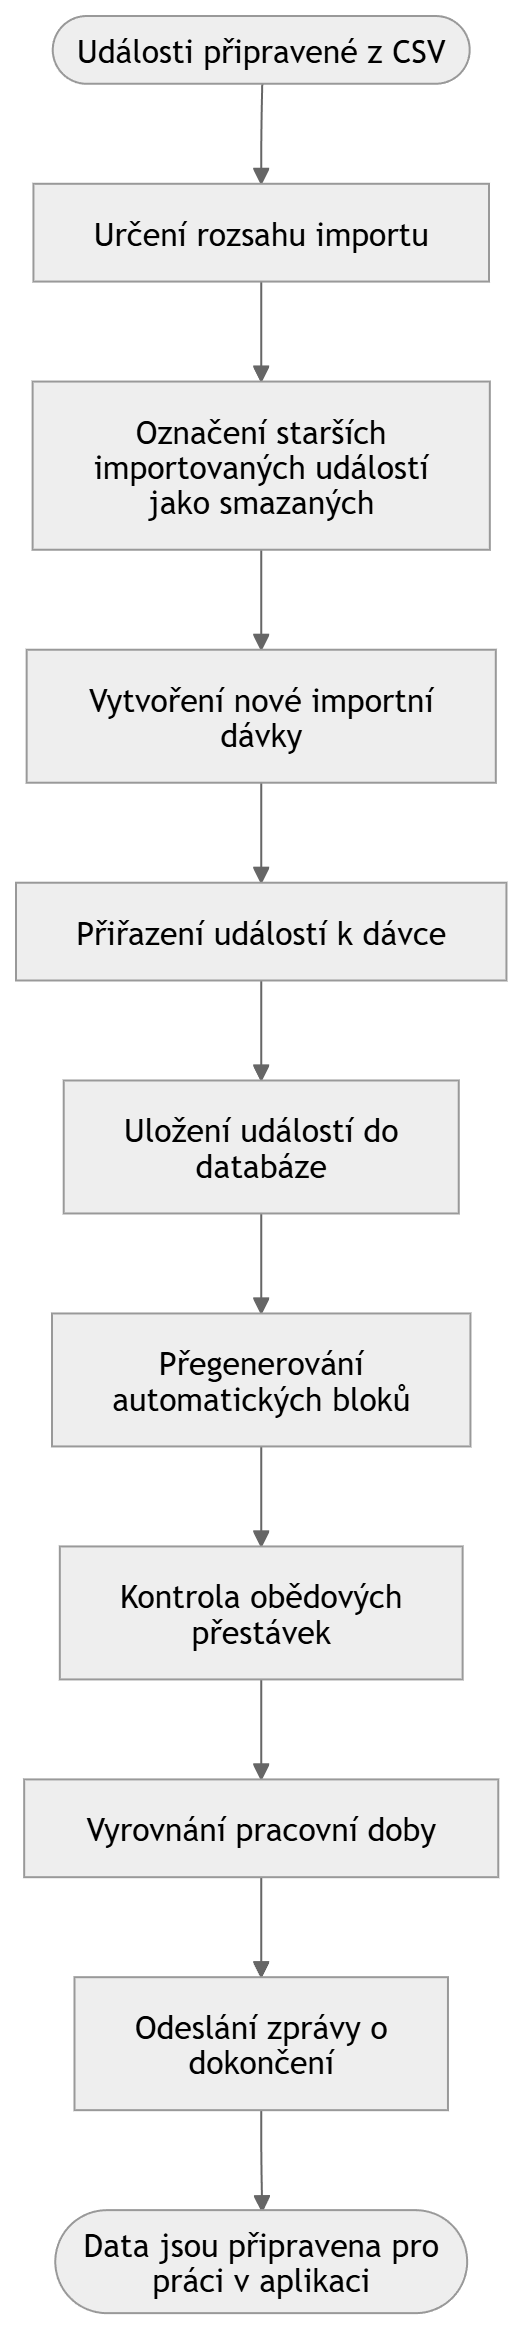 Události připravené z CSV
Určení rozsahu importu
Označení starších
importovaných událostí
jako smazaných
Vytvoření nové importní
dávky
Přiřazení událostí k dávce
Uložení událostí do
databáze
Přegenerování
automatických bloků
Kontrola obědových
přestávek
Vyrovnání pracovní doby
Odeslání zprávy o
dokončení
Data jsou připravena pro
práci v aplikaci